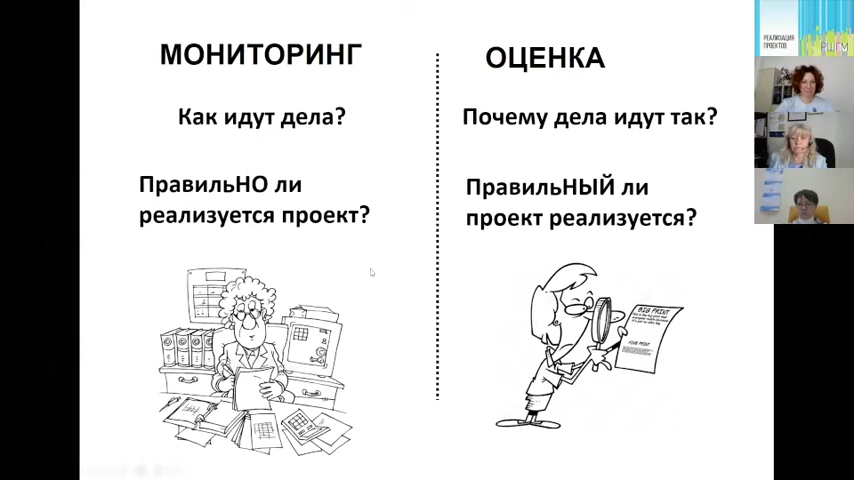 МОНИТОРИНГ
Как идут дела?
ПравильНО ли
реализуется проект?
ОЦЕНКА
Почему дела идут так?
ПравильНЫЙ ли
проект реализуется?
BIG PRINT
РЕАЛИЗАЦИЯ
ПРОЕКТОВ
РШГМ